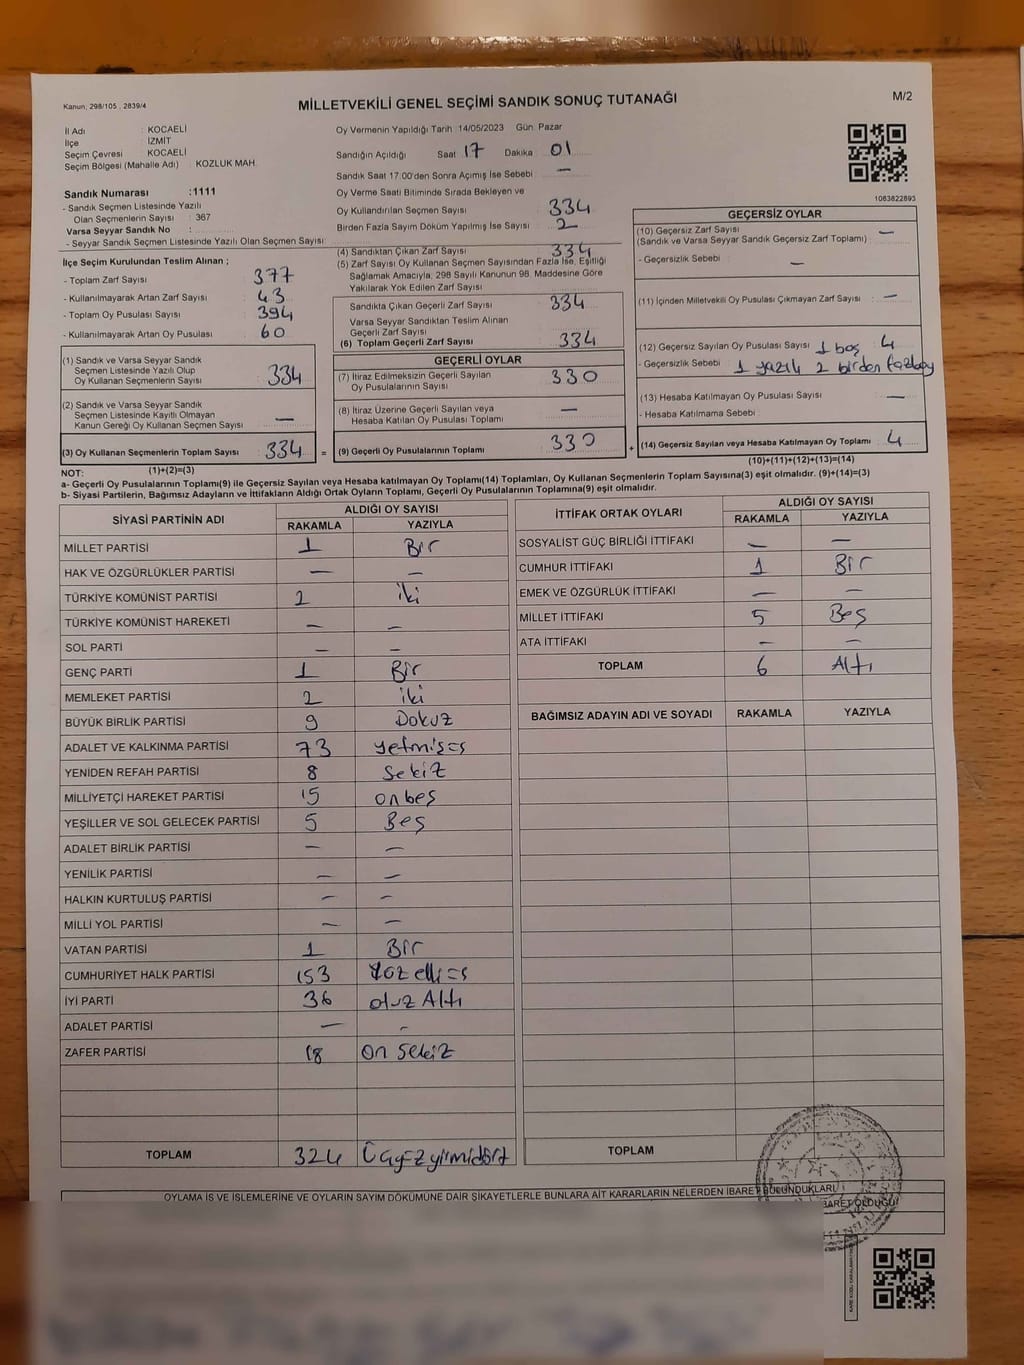 Kanun; 298/105 , 2839/4
MİLLETVEKİLİ GENEL SEÇİMİ SANDIK SONUÇ TUTANAĞI
M/2
İl Adı : KOCAELİ
İlçe : İZMİT
Seçim Çevresi : KOCAELİ
Seçim Bölgesi (Mahalle Adı) : KOZLUK MAH.
Sandık Numarası :1111
- Sandık Seçmen Listesinde Yazılı
Olan Seçmenlerin Sayısı : 367
Varsa Seyyar Sandık No :
- Seyyar Sandık Seçmen Listesinde Yazılı Olan Seçmen Sayısı :
Oy Vermenin Yapıldığı Tarih 14/05/2023 Gün Pazar
Sandığın Açıldığı Saat 17 Dakika 01
Sandık Saat 17:00'den Sonra Açımış İse Sebebi : —
Oy Verme Saati Bitiminde Sırada Bekleyen ve
Oy Kullandırılan Seçmen Sayısı : 334
Birden Fazla Sayım Döküm Yapılmış İse Sayısı : 2
1083822893
İlçe Seçim Kurulundan Teslim Alınan ;
- Toplam Zarf Sayısı : 377
- Kullanılmayarak Artan Zarf Sayısı : 43
- Toplam Oy Pusulası Sayısı : 394
- Kullanılmayarak Artan Oy Pusulası : 60
(1) Sandık ve Varsa Seyyar Sandık
Seçmen Listesinde Yazılı Olup
Oy Kullanan Seçmenlerin Sayısı : 334
(2) Sandık ve Varsa Seyyar Sandık
Seçmen Listesinde Kayıtlı Olmayan
Kanun Gereği Oy Kullanan Seçmen Sayısı : —
(3) Oy Kullanan Seçmenlerin Toplam Sayısı : 334
(1)+(2)=(3)
(4) Sandıktan Çıkan Zarf Sayısı : 334
(5) Zarf Sayısı Oy Kullanan Seçmen Sayısından Fazla İse, Eşitliği
Sağlamak Amacıyla; 298 Sayılı Kanunun 98. Maddesine Göre
Yakılarak Yok Edilen Zarf Sayısı :
Sandıkta Çıkan Geçerli Zarf Sayısı : 334
Varsa Seyyar Sandıktan Teslim Alınan
Geçerli Zarf Sayısı :
(6) Toplam Geçerli Zarf Sayısı : 334
GEÇERLİ OYLAR
(7) İtiraz Edilmeksizin Geçerli Sayılan
Oy Pusulalarının Sayısı : 330
(8) İtiraz Üzerine Geçerli Sayılan veya
Hesaba Katılan Oy Pusulası Toplamı : —
= (9) Geçerli Oy Pusulalarının Toplamı : 330
GEÇERSİZ OYLAR
(10) Geçersiz Zarf Sayısı : —
(Sandık ve Varsa Seyyar Sandık Geçersiz Zarf Toplamı)
- Geçersizlik Sebebi : —
(11) İçinden Milletvekili Oy Pusulası Çıkmayan Zarf Sayısı : —
(12) Geçersiz Sayılan Oy Pusulası Sayısı : 1 boş 4
- Geçersizlik Sebebi : 1 yazılı 2 birden fazla oy
(13) Hesaba Katılmayan Oy Pusulası Sayısı : —
- Hesaba Katılmama Sebebi :
+ (14) Geçersiz Sayılan veya Hesaba Katılmayan Oy Toplamı : 4
(10)+(11)+(12)+(13)=(14)
NOT:
a- Geçerli Oy Pusulalarının Toplamı(9) ile Geçersiz Sayılan veya Hesaba Katılmayan Oy Toplamı(14) Toplamları, Oy Kullanan Seçmenlerin Toplam Sayısına(3) eşit olmalıdır. (9)+(14)=(3)
b- Siyasi Partilerin, Bağımsız Adayların ve İttifakların Aldığı Ortak Oyların Toplamı, Geçerli Oy Pusulalarının Toplamına(9) eşit olmalıdır.
SİYASİ PARTİNİN ADI ALDIĞI OY SAYISI
RAKAMLA YAZIYLA
MİLLET PARTİSİ 1 Bir
HAK VE ÖZGÜRLÜKLER PARTİSİ — —
TÜRKİYE KOMÜNİST PARTİSİ 2 iki
TÜRKİYE KOMÜNİST HAREKETİ — —
SOL PARTİ — —
GENÇ PARTİ 1 Bir
MEMLEKET PARTİSİ 2 iki
BÜYÜK BİRLİK PARTİSİ 9 Dokuz
ADALET VE KALKINMA PARTİSİ 73
YENİDEN REFAH PARTİSİ 8 Sekiz
MİLLİYETÇİ HAREKET PARTİSİ 15 onbeş
YEŞİLLER VE SOL GELECEK PARTİSİ 5 Beş
ADALET BİRLİK PARTİSİ — —
YENİLİK PARTİSİ — —
HALKIN KURTULUŞ PARTİSİ — —
MİLLİ YOL PARTİSİ — —
VATAN PARTİSİ 1 Bir
CUMHURİYET HALK PARTİSİ 153
İYİ PARTİ 36 otuz Altı
ADALET PARTİSİ — -
ZAFER PARTİSİ 18 On Sekiz
TOPLAM 324 Üçyüzyirmidört
İTTİFAK ORTAK OYLARI ALDIĞI OY SAYISI
RAKAMLA YAZIYLA
SOSYALİST GÜÇ BİRLİĞİ İTTİFAKI — —
CUMHUR İTTİFAKI 1 Bir
EMEK VE ÖZGÜRLÜK İTTİFAKI — —
MİLLET İTTİFAKI 5 Beş
ATA İTTİFAKI — —
TOPLAM 6 Altı
BAĞIMSIZ ADAYIN ADI VE SOYADI RAKAMLA YAZIYLA
TOPLAM
OYLAMA İŞ VE İŞLEMLERİNE VE OYLARIN SAYIM DÖKÜMÜNE DAİR ŞİKAYETLERLE BUNLARA AİT KARARLARIN NELERDEN İBARET BULUNDUKLARI